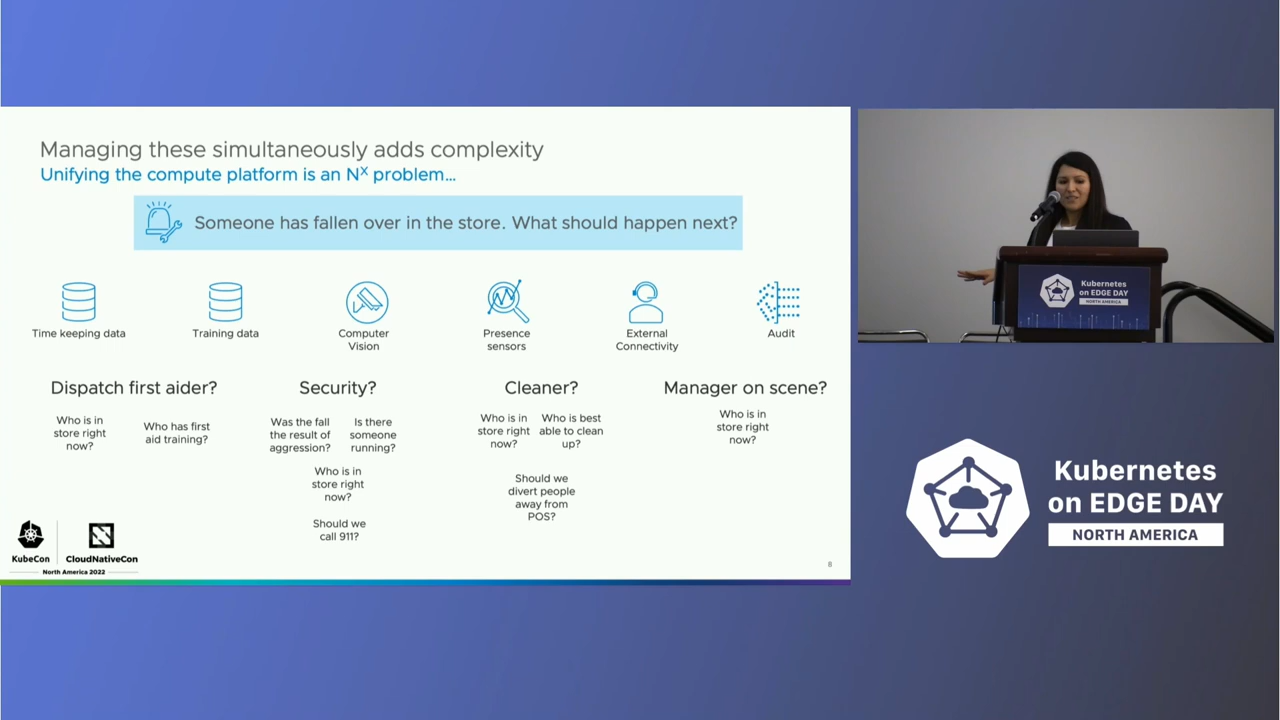 Managing these simultaneously adds complexity
Unifying the compute platform is an Nˣ problem...
Someone has fallen over in the store. What should happen next?
Time keeping data
Training data
Computer
Vision
Presence
sensors
External
Connectivity
Audit
Dispatch first aider?
Who is in
store right
now?
Who has first
aid training?
Security?
Was the fall
the result of
aggression?
Is there
someone
running?
Who is in
store right
now?
Should we
call 911?
Cleaner?
Who is in
store right
now?
Who is best
able to clean
up?
Should we
divert people
away from
POS?
Manager on scene?
Who is in
store right
now?
KubeCon
CloudNativeCon
North America 2022
8
Kubernetes
on EDGE DAY
NORTH AMERICA
Kubernetes
on EDGE DAY
NORTH AMERICA